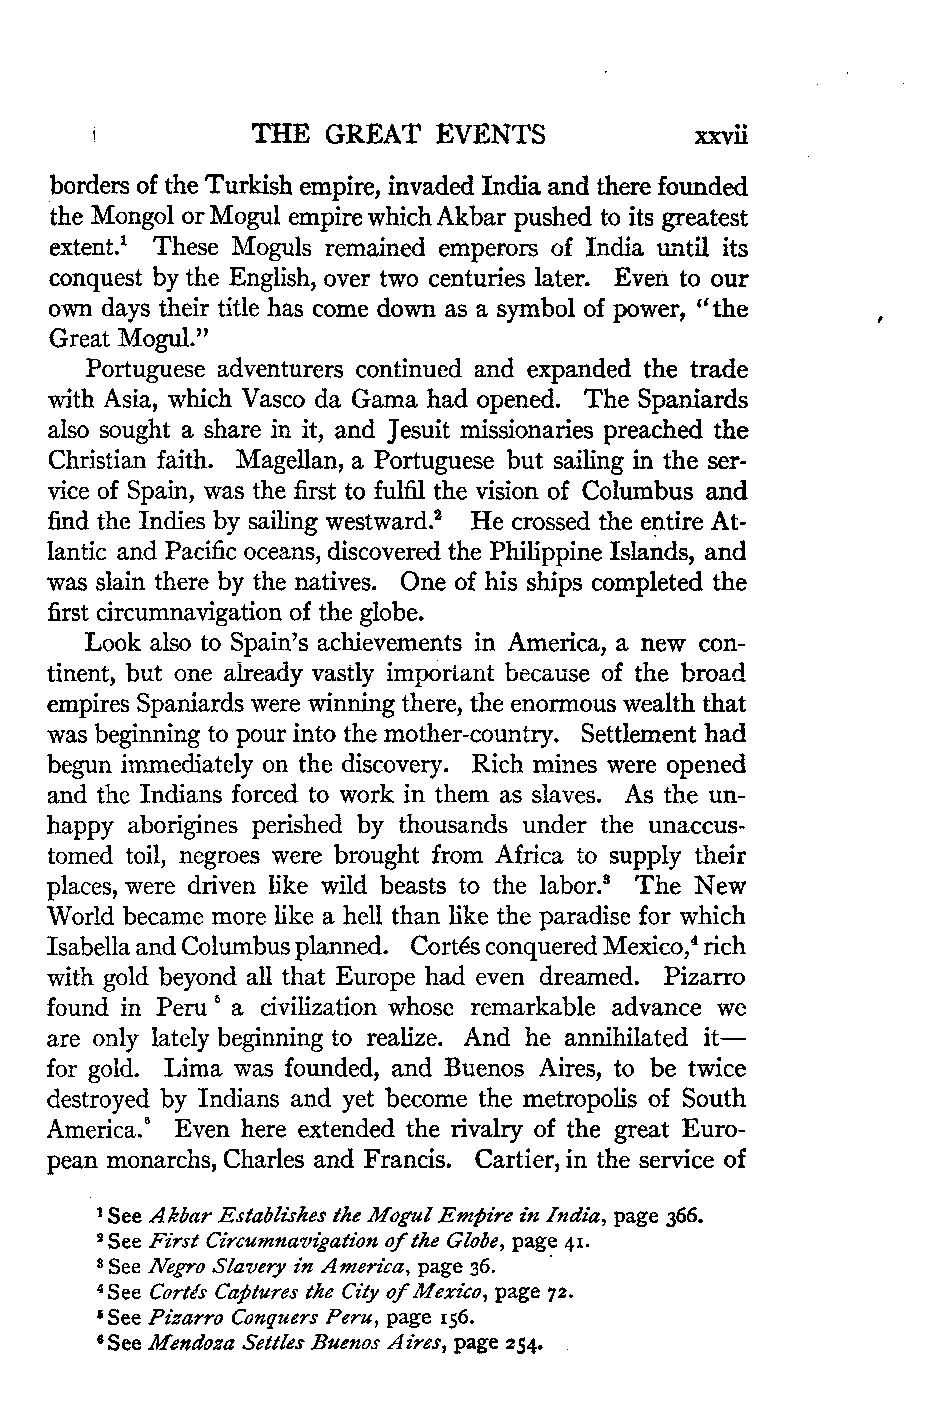 THE GREAT EVENTS xxvii
borders of the Turkish empire, invaded India and there founded
the Mongol or Mogul empire which Akbar pushed to its greatest
extent.¹ These Moguls remained emperors of India until its
conquest by the English, over two centuries later. Even to our
own days their title has come down as a symbol of power, "the
Great Mogul."
Portuguese adventurers continued and expanded the trade
with Asia, which Vasco da Gama had opened. The Spaniards
also sought a share in it, and Jesuit missionaries preached the
Christian faith. Magellan, a Portuguese but sailing in the ser-
vice of Spain, was the first to fulfil the vision of Columbus and
find the Indies by sailing westward.² He crossed the entire At-
lantic and Pacific oceans, discovered the Philippine Islands, and
was slain there by the natives. One of his ships completed the
first circumnavigation of the globe.
Look also to Spain's achievements in America, a new con-
tinent, but one already vastly important because of the broad
empires Spaniards were winning there, the enormous wealth that
was beginning to pour into the mother-country. Settlement had
begun immediately on the discovery. Rich mines were opened
and the Indians forced to work in them as slaves. As the un-
happy aborigines perished by thousands under the unaccus-
tomed toil, negroes were brought from Africa to supply their
places, were driven like wild beasts to the labor.³ The New
World became more like a hell than like the paradise for which
Isabella and Columbus planned. Cortés conquered Mexico,⁴ rich
with gold beyond all that Europe had even dreamed. Pizarro
found in Peru⁵ a civilization whose remarkable advance we
are only lately beginning to realize. And he annihilated it—
for gold. Lima was founded, and Buenos Aires, to be twice
destroyed by Indians and yet become the metropolis of South
America.⁶ Even here extended the rivalry of the great Euro-
pean monarchs, Charles and Francis. Cartier, in the service of
¹ See Akbar Establishes the Mogul Empire in India, page 366.
² See First Circumnavigation of the Globe, page 41.
³ See Negro Slavery in America, page 36.
⁴ See Cortés Captures the City of Mexico, page 72.
⁵ See Pizarro Conquers Peru, page 156.
⁶ See Mendoza Settles Buenos Aires, page 254.